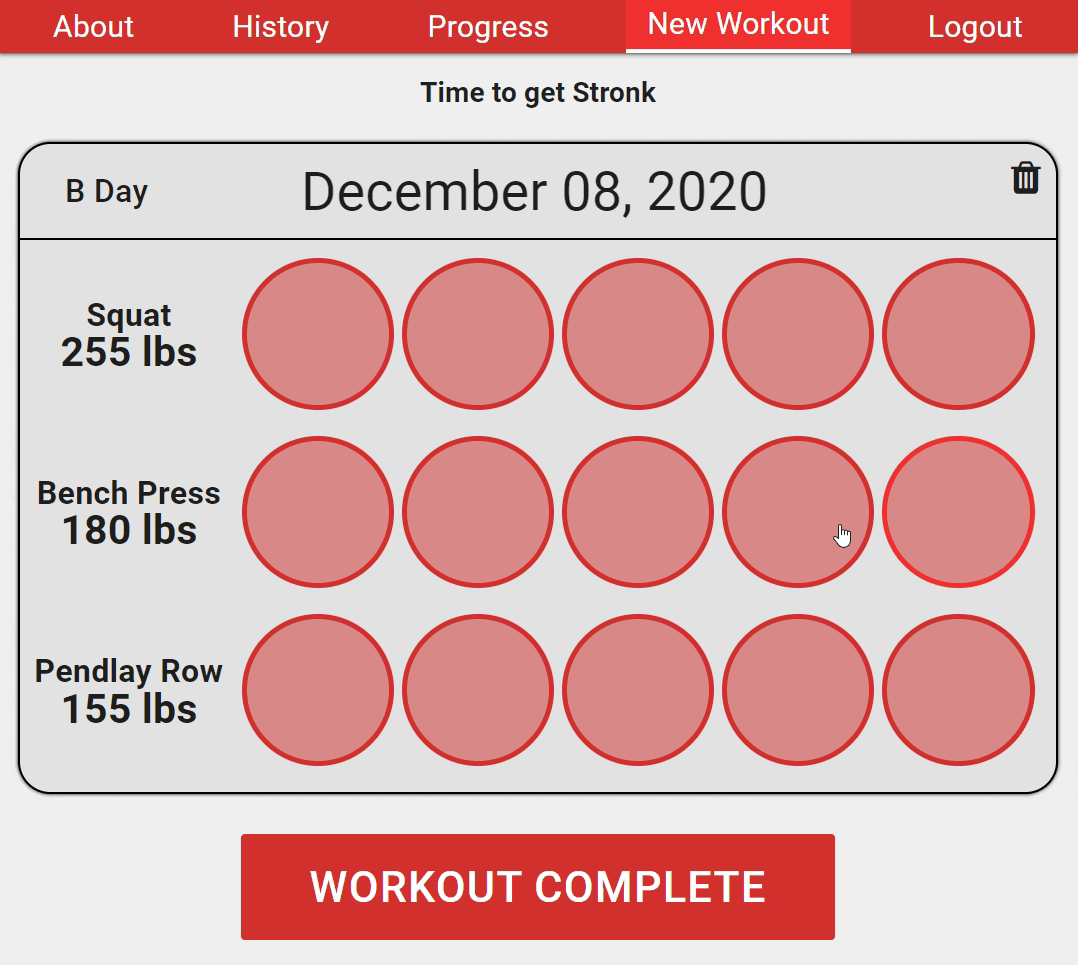 About History Progress New Workout Logout
Time to get Stronk
B Day December 08, 2020
Squat
255 lbs
Bench Press
180 lbs
Pendlay Row
155 lbs
WORKOUT COMPLETE